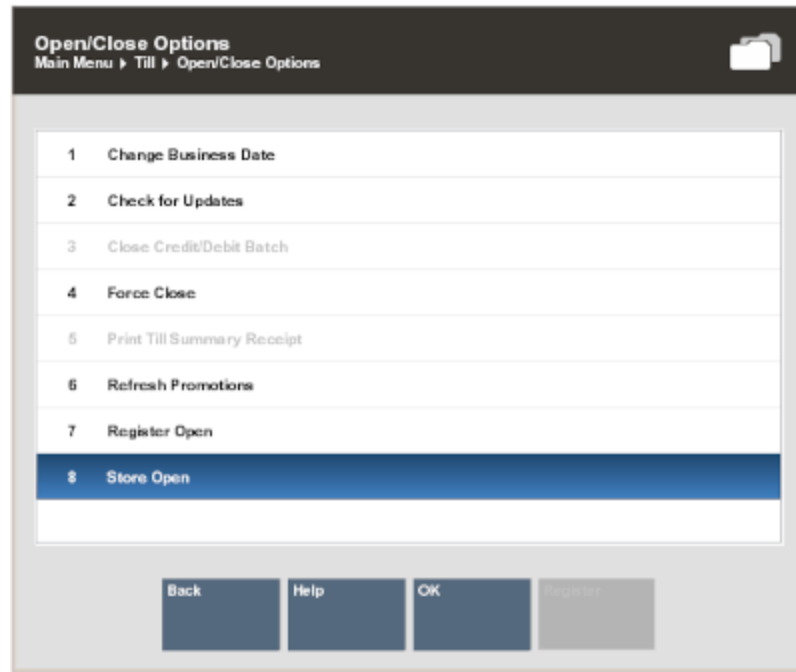 Open/Close Options
Main Menu ▸ Till ▸ Open/Close Options
1 Change Business Date
2 Check for Updates
3 Close Credit/Debit Batch
4 Force Close
5 Print Till Summary Receipt
6 Refresh Promotions
7 Register Open
8 Store Open
Back Help OK Register